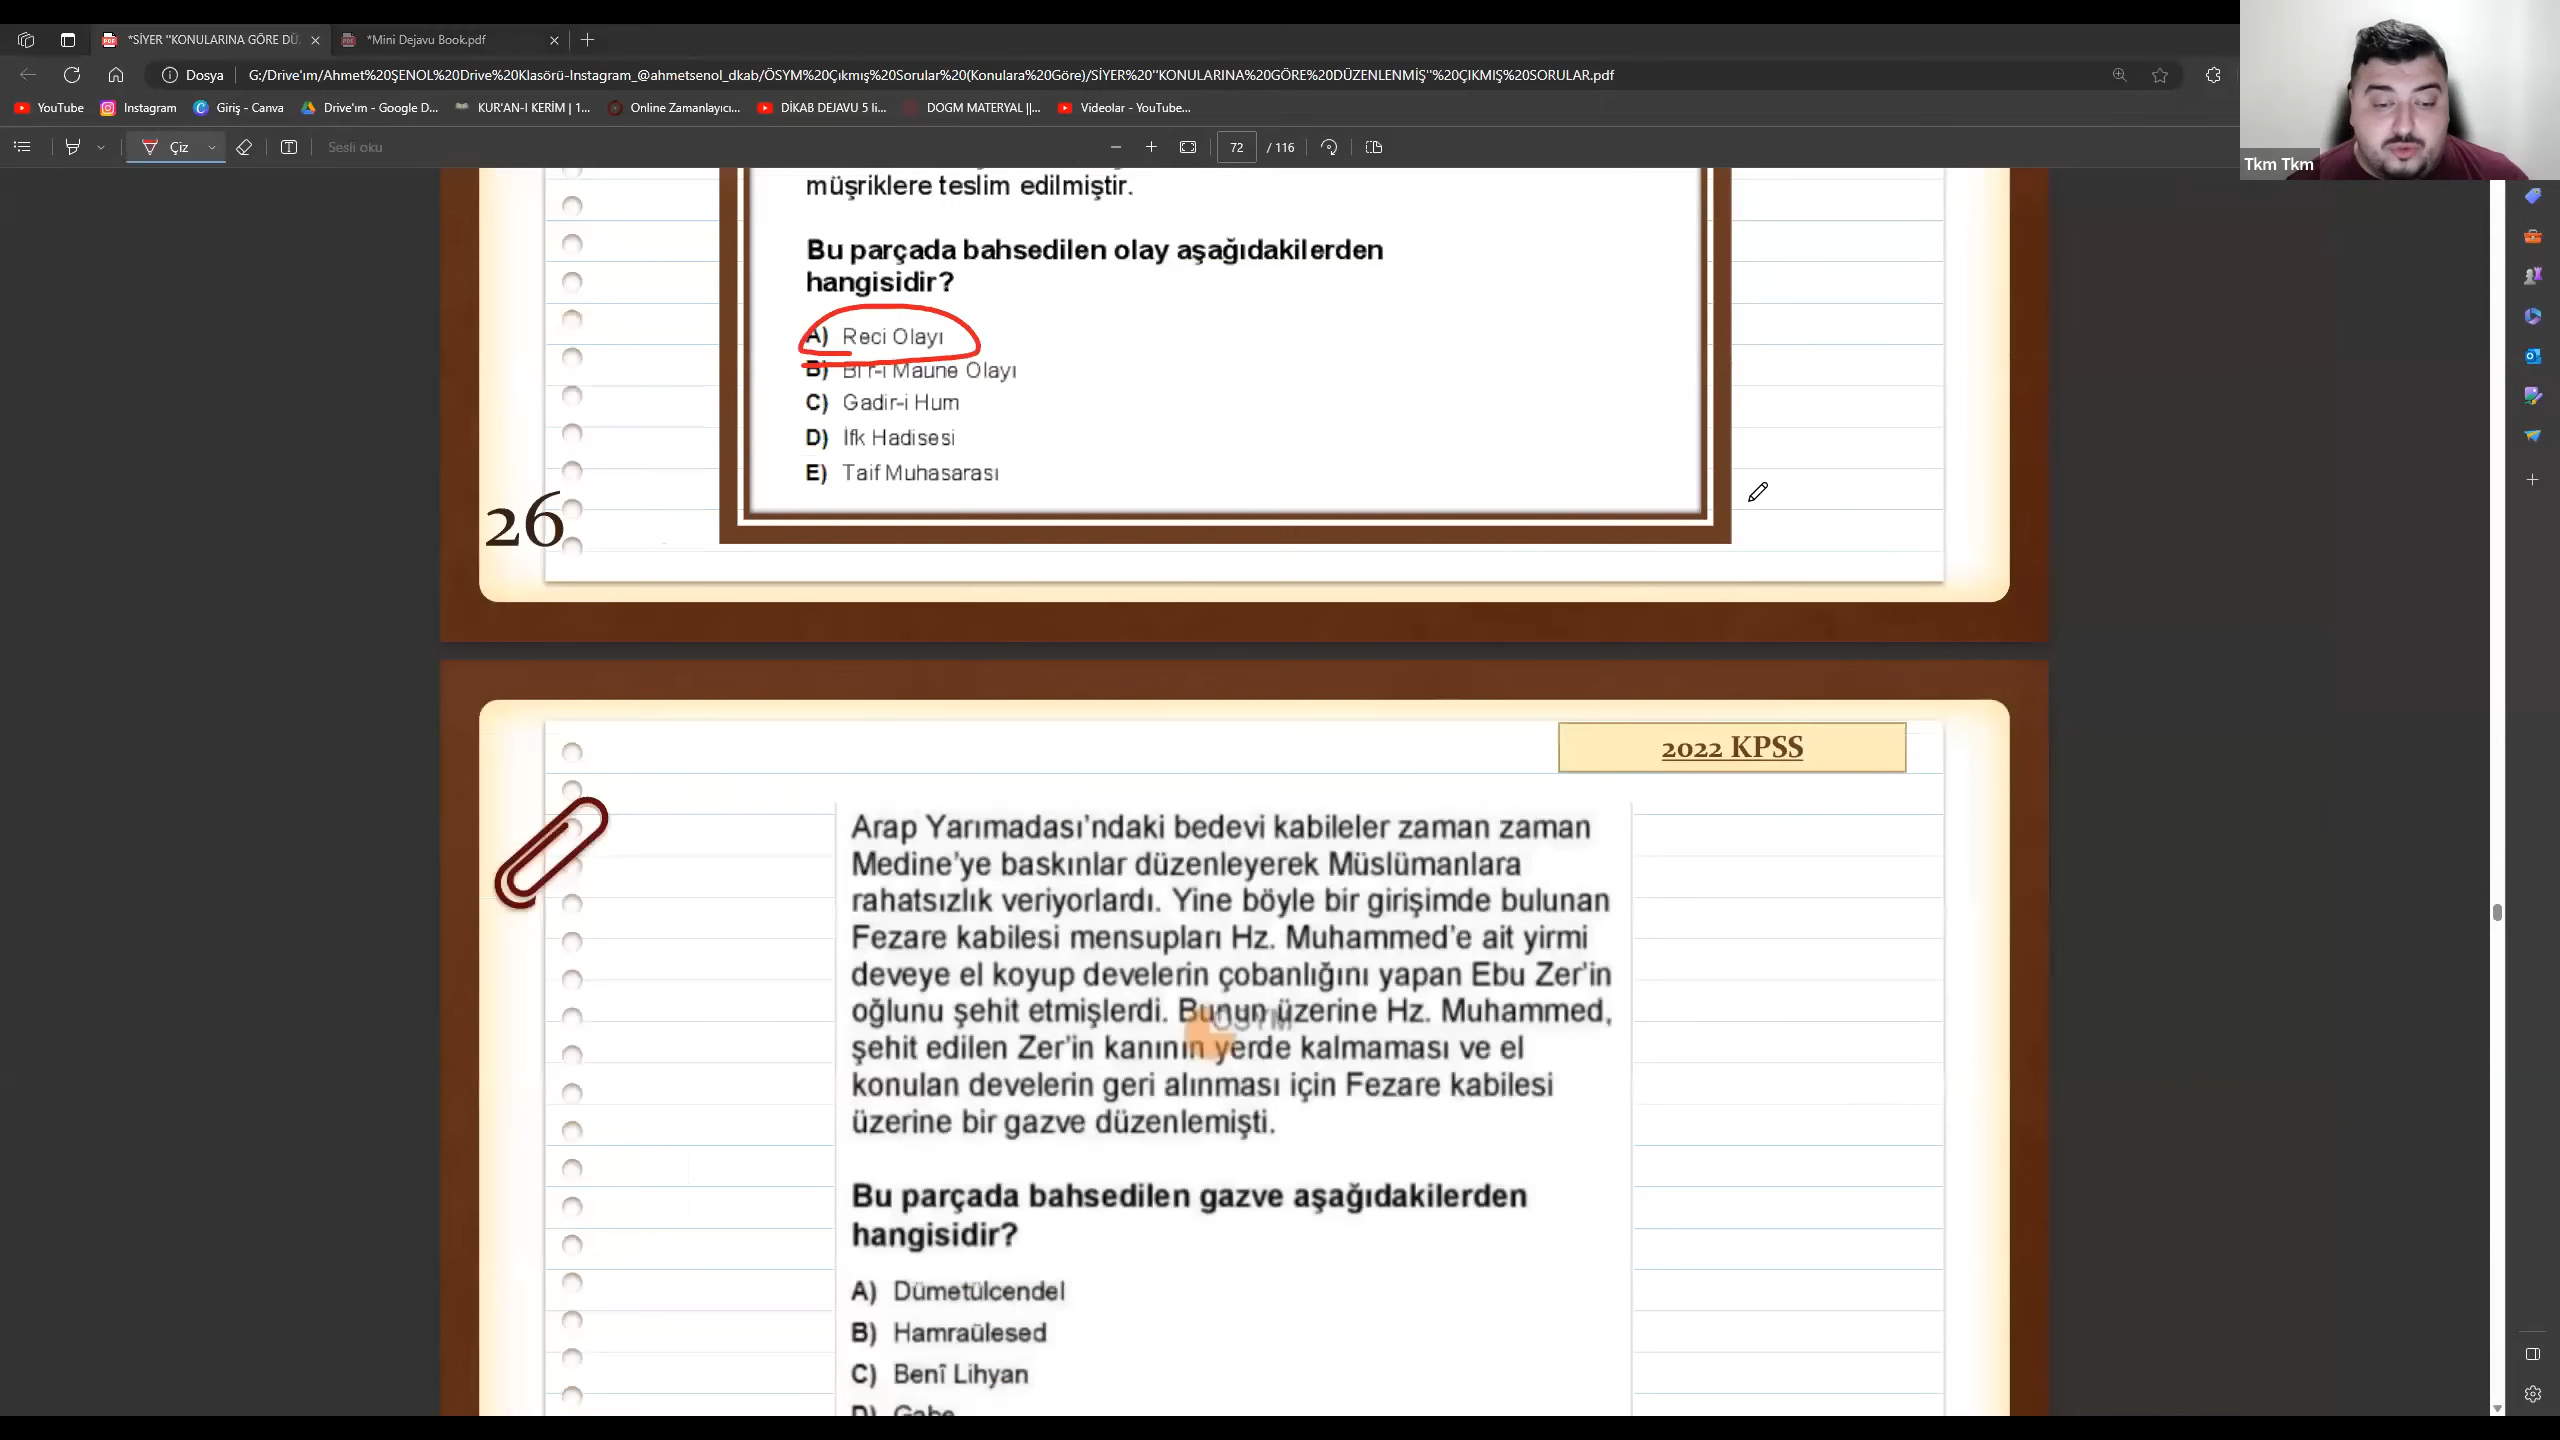 *SİYER "KONULARINA GÖRE DÜ
*Mini Dejavu Book.pdf
Dosya
G:/Drive'ım/Ahmet%20ŞENOL%20Drive%20Klasörü-Instagram_@ahmetsenol_dkab/ÖSYM%20Çıkmış%20Sorular%20(Konulara%20Göre)/SİYER%20''KONULARINA%20GÖRE%20DÜZENLENMİŞ''%20ÇIKMIŞ%20SORULAR.pdf
YouTube
Instagram
Giriş - Canva
Drive'ım - Google D...
KUR'AN-I KERİM | 1...
Online Zamanlayıcı...
DİKAB DEJAVU 5 li...
DOGM MATERYAL ||...
Videolar - YouTube...
Çiz
Sesli oku
72 / 116
Tkm Tkm
müşriklere teslim edilmiştir.
Bu parçada bahsedilen olay aşağıdakilerden
hangisidir?
A) Reci Olayı
B) Bi'r-i Maune Olayı
C) Gadir-i Hum
D) İfk Hadisesi
E) Taif Muhasarası
26
2022 KPSS
Arap Yarımadası'ndaki bedevi kabileler zaman zaman
Medine'ye baskınlar düzenleyerek Müslümanlara
rahatsızlık veriyorlardı. Yine böyle bir girişimde bulunan
Fezare kabilesi mensupları Hz. Muhammed'e ait yirmi
deveye el koyup develerin çobanlığını yapan Ebu Zer'in
oğlunu şehit etmişlerdi. Bunun üzerine Hz. Muhammed,
ÖSYM
şehit edilen Zer'in kanının yerde kalmaması ve el
konulan develerin geri alınması için Fezare kabilesi
üzerine bir gazve düzenlemişti.
Bu parçada bahsedilen gazve aşağıdakilerden
hangisidir?
A) Dümetülcendel
B) Hamraülesed
C) Benî Lihyan
D) Gabe